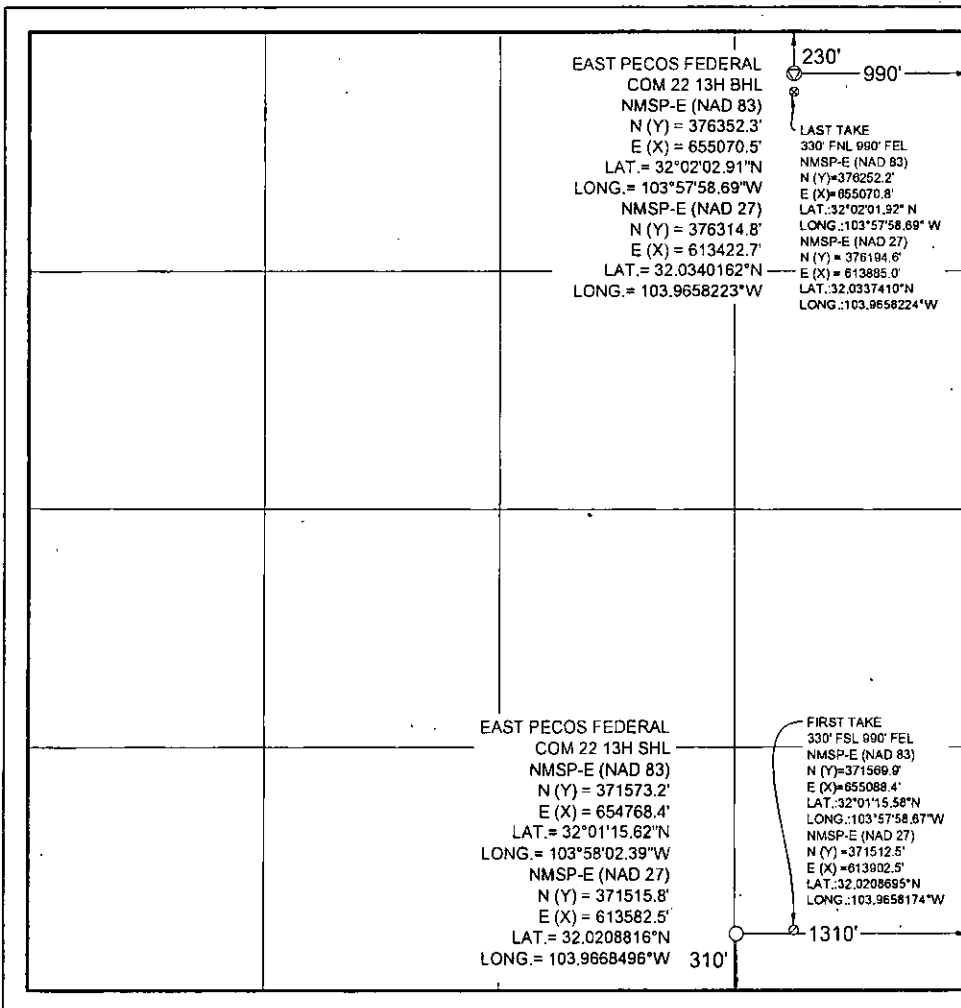 EAST PECOS FEDERAL
COM 22 13H BHL
NMSP-E (NAD 83)
N (Y) = 376352.3'
E (X) = 655070.5'
LAT.= 32°02'02.91"N
LONG.= 103°57'58.69"W
NMSP-E (NAD 27)
N (Y) = 376314.8'
E (X) = 613422.7'
LAT.= 32.0340162°N
LONG.= 103.9658223°W
230'
990'
LAST TAKE
330' FNL 990' FEL
NMSP-E (NAD 83)
N (Y)=376252.2'
E (X)=655070.8'
LAT.:32°02'01.92" N
LONG.:103°57'58.69" W
NMSP-E (NAD 27)
N (Y) = 376194.6'
E (X) = 613885.0'
LAT.:32.0337410°N
LONG.:103.9658224°W
EAST PECOS FEDERAL
COM 22 13H SHL
NMSP-E (NAD 83)
N (Y) = 371573.2'
E (X) = 654768.4'
LAT.= 32°01'15.62"N
LONG.= 103°58'02.39"W
NMSP-E (NAD 27)
N (Y) = 371515.8'
E (X) = 613582.5'
LAT.= 32.0208816°N
LONG.= 103.9668496°W
FIRST TAKE
330' FSL 990' FEL
NMSP-E (NAD 83)
N (Y)=371569.9'
E (X)=655088.4'
LAT.:32°01'15.58"N
LONG.:103°57'58.67"W
NMSP-E (NAD 27)
N (Y) =371512.5'
E (X) =613902.5'
LAT.:32.0208695°N
LONG.:103.9658174°W
1310'
310'